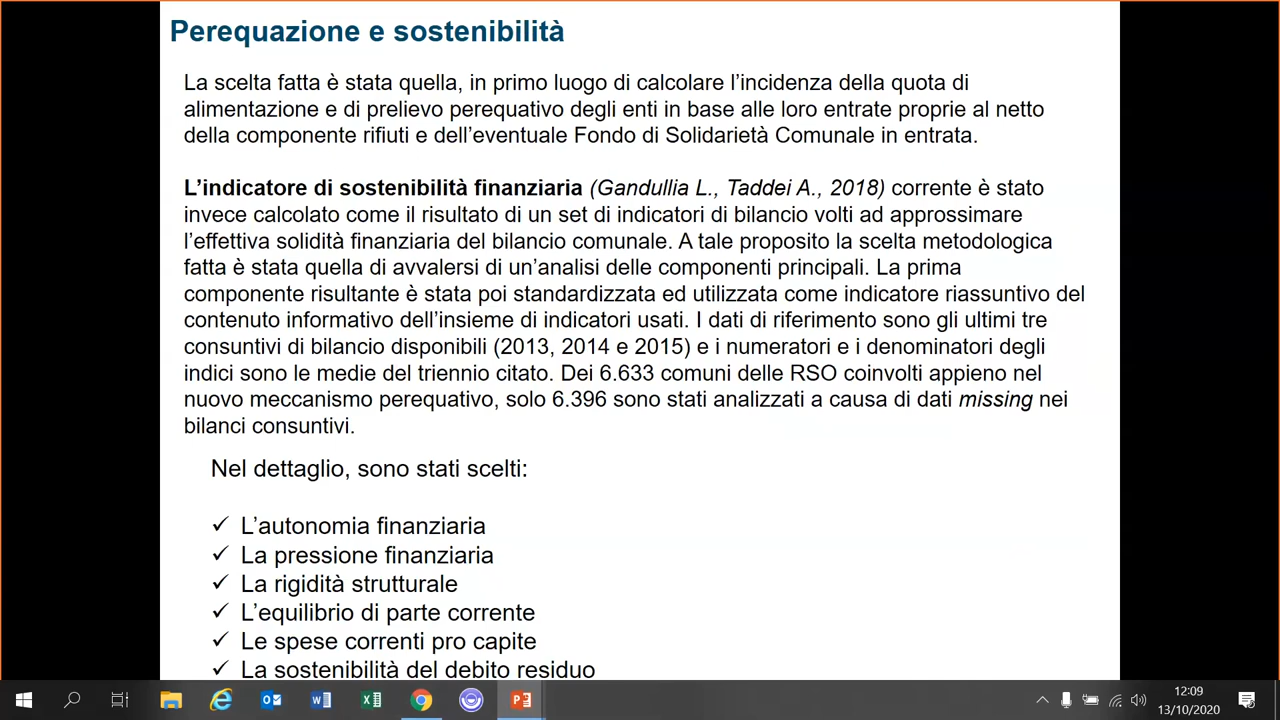 Perequazione e sostenibilità
La scelta fatta è stata quella, in primo luogo di calcolare l’incidenza della quota di
alimentazione e di prelievo perequativo degli enti in base alle loro entrate proprie al netto
della componente rifiuti e dell’eventuale Fondo di Solidarietà Comunale in entrata.
L’indicatore di sostenibilità finanziaria (Gandullia L., Taddei A., 2018) corrente è stato
invece calcolato come il risultato di un set di indicatori di bilancio volti ad approssimare
l’effettiva solidità finanziaria del bilancio comunale. A tale proposito la scelta metodologica
fatta è stata quella di avvalersi di un’analisi delle componenti principali. La prima
componente risultante è stata poi standardizzata ed utilizzata come indicatore riassuntivo del
contenuto informativo dell’insieme di indicatori usati. I dati di riferimento sono gli ultimi tre
consuntivi di bilancio disponibili (2013, 2014 e 2015) e i numeratori e i denominatori degli
indici sono le medie del triennio citato. Dei 6.633 comuni delle RSO coinvolti appieno nel
nuovo meccanismo perequativo, solo 6.396 sono stati analizzati a causa di dati missing nei
bilanci consuntivi.
Nel dettaglio, sono stati scelti:
✓ L’autonomia finanziaria
✓ La pressione finanziaria
✓ La rigidità strutturale
✓ L’equilibrio di parte corrente
✓ Le spese correnti pro capite
✓ La sostenibilità del debito residuo
12:09
13/10/2020